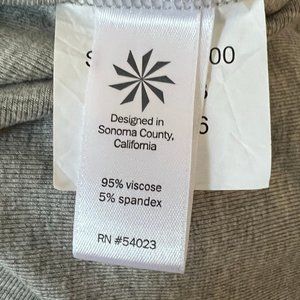 Designed in
Sonoma County,
California
95% viscose
5% spandex
RN #54023